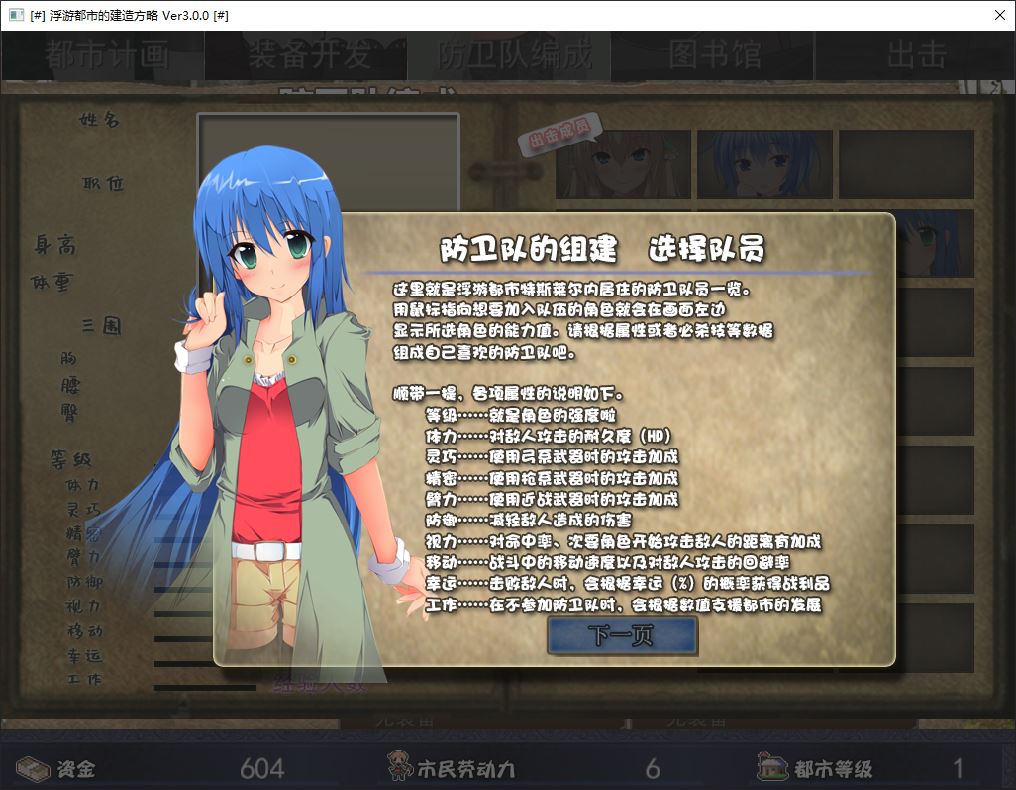 [#] 浮游都市的建造方略 Ver3.0.0 [#]
都市计画
装备开发
防卫队编成
图书馆
出击
姓名
职位
身高
体重
三围
胸
腰
臀
等级
体力
灵巧
精密
臂力
防御
视力
移动
幸运
工作
出击成员
防卫队的组建 选择队员
这里就是浮游都市特斯莱尔内居住的防卫队员一览。
用鼠标指向想要加入队伍的角色就会在画面左边
显示所选角色的能力值。请根据属性或者必杀技等数据
组成自己喜欢的防卫队吧。
顺带一提，各项属性的说明如下。
等级……就是角色的强度啦
体力……对敌人攻击的耐久度（HP）
灵巧……使用弓系武器时的攻击加成
精密……使用枪系武器时的攻击加成
臂力……使用近战武器时的攻击加成
防御……减轻敌人造成的伤害
视力……对命中率、次要角色开始攻击敌人的距离有加成
移动……战斗中的移动速度以及对敌人攻击的回避率
幸运……击败敌人时，会根据幸运（%）的概率获得战利品
工作……在不参加防卫队时，会根据数值支援都市的发展
下一页
经验人数
无装备
无装备
资金 604
市民劳动力 6
都市等级 1